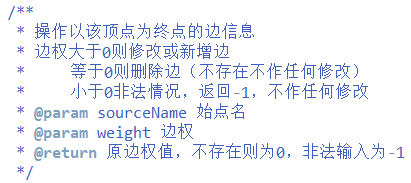 /**
* 操作以该顶点为终点的边信息
* 边权大于0则修改或新增边
*     等于0则删除边（不存在不作任何修改）
*     小于0非法情况，返回-1，不作任何修改
* @param sourceName 始点名
* @param weight 边权
* @return 原边权值，不存在则为0，非法输入为-1
*/